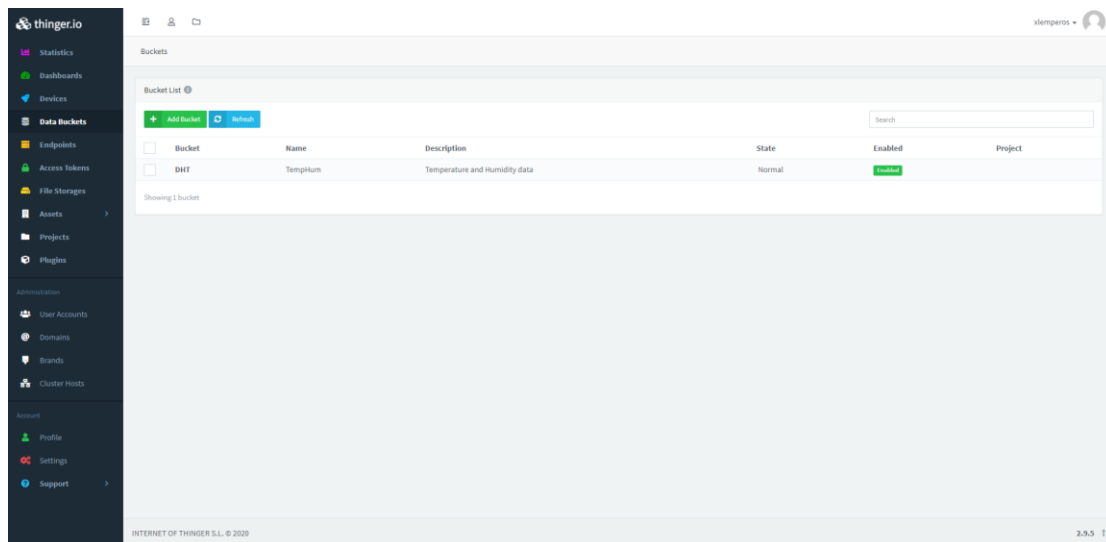 thinger.io
xlemperos
Statistics
Dashboards
Devices
Data Buckets
Endpoints
Access Tokens
File Storages
Assets
Projects
Plugins
Administration
User Accounts
Domains
Brands
Cluster Hosts
Account
Profile
Settings
Support
Buckets
Bucket List
Add Bucket Refresh
Search
Bucket Name Description State Enabled Project
DHT TempHum Temperature and Humidity data Normal Enabled
Showing 1 bucket
INTERNET OF THINGER S.L. © 2020
2.9.5